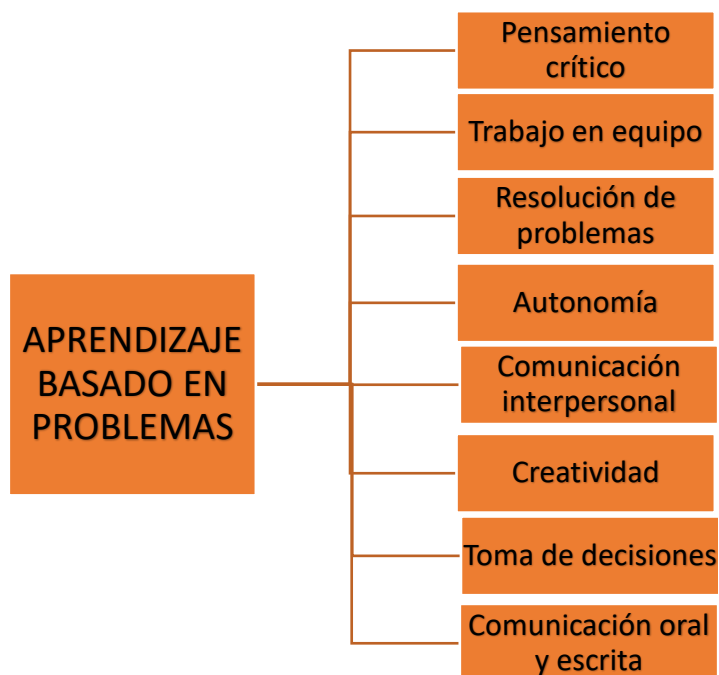 Pensamiento
crítico
Trabajo en equipo
Resolución de
problemas
Autonomía
APRENDIZAJE
BASADO EN
PROBLEMAS
Comunicación
interpersonal
Creatividad
Toma de decisiones
Comunicación oral
y escrita